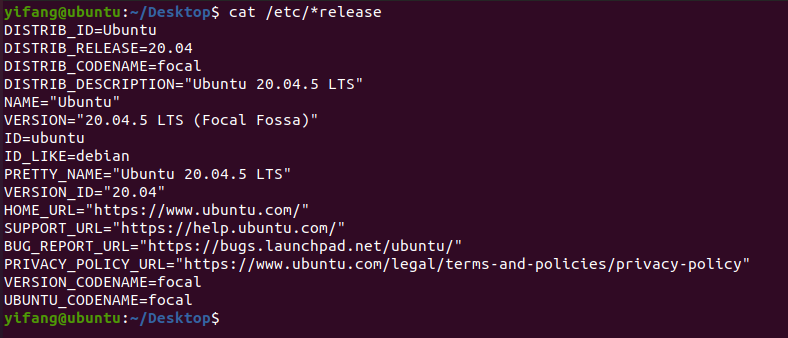 yifang@ubuntu:~/Desktop$ cat /etc/*release
DISTRIB_ID=Ubuntu
DISTRIB_RELEASE=20.04
DISTRIB_CODENAME=focal
DISTRIB_DESCRIPTION="Ubuntu 20.04.5 LTS"
NAME="Ubuntu"
VERSION="20.04.5 LTS (Focal Fossa)"
ID=ubuntu
ID_LIKE=debian
PRETTY_NAME="Ubuntu 20.04.5 LTS"
VERSION_ID="20.04"
HOME_URL="https://www.ubuntu.com/"
SUPPORT_URL="https://help.ubuntu.com/"
BUG_REPORT_URL="https://bugs.launchpad.net/ubuntu/"
PRIVACY_POLICY_URL="https://www.ubuntu.com/legal/terms-and-policies/privacy-policy"
VERSION_CODENAME=focal
UBUNTU_CODENAME=focal
yifang@ubuntu:~/Desktop$